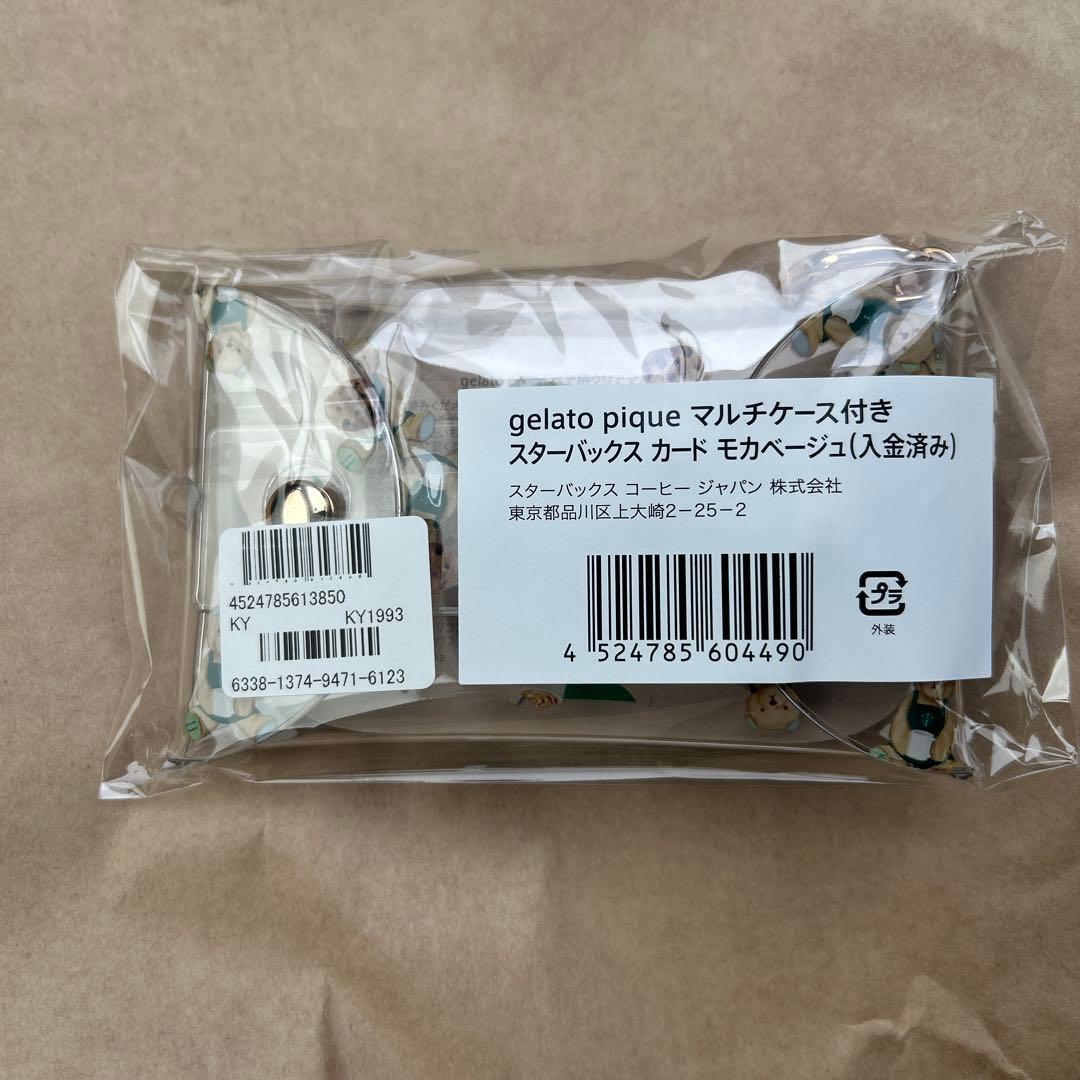 gelato pique マルチケース付き
スターバックス カード モカベージュ(入金済み)
スターバックス コーヒー ジャパン 株式会社
東京都品川区上大崎2-25-2
4 524785 604490
プラ
外装
4524785613850
KY KY1993
6338-1374-9471-6123